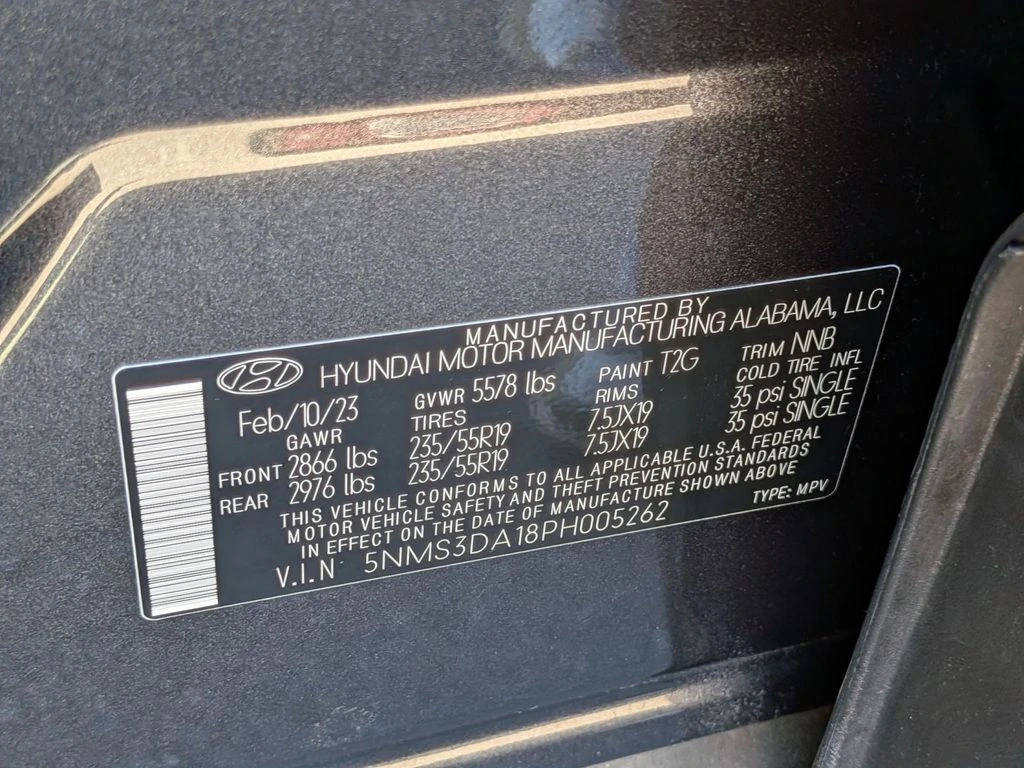 MANUFACTURED BY
HYUNDAI MOTOR MANUFACTURING ALABAMA, LLC
Feb/10/23 GVWR 5578 lbs PAINT T2G TRIM NNB
GAWR TIRES RIMS COLD TIRE INFL
FRONT 2866 lbs 235/55R19 7.5JX19 35 psi SINGLE
REAR 2976 lbs 235/55R19 7.5JX19 35 psi SINGLE
THIS VEHICLE CONFORMS TO ALL APPLICABLE U.S.A. FEDERAL
MOTOR VEHICLE SAFETY AND THEFT PREVENTION STANDARDS
IN EFFECT ON THE DATE OF MANUFACTURE SHOWN ABOVE
V.I.N 5NMS3DA18PH005262 TYPE: MPV